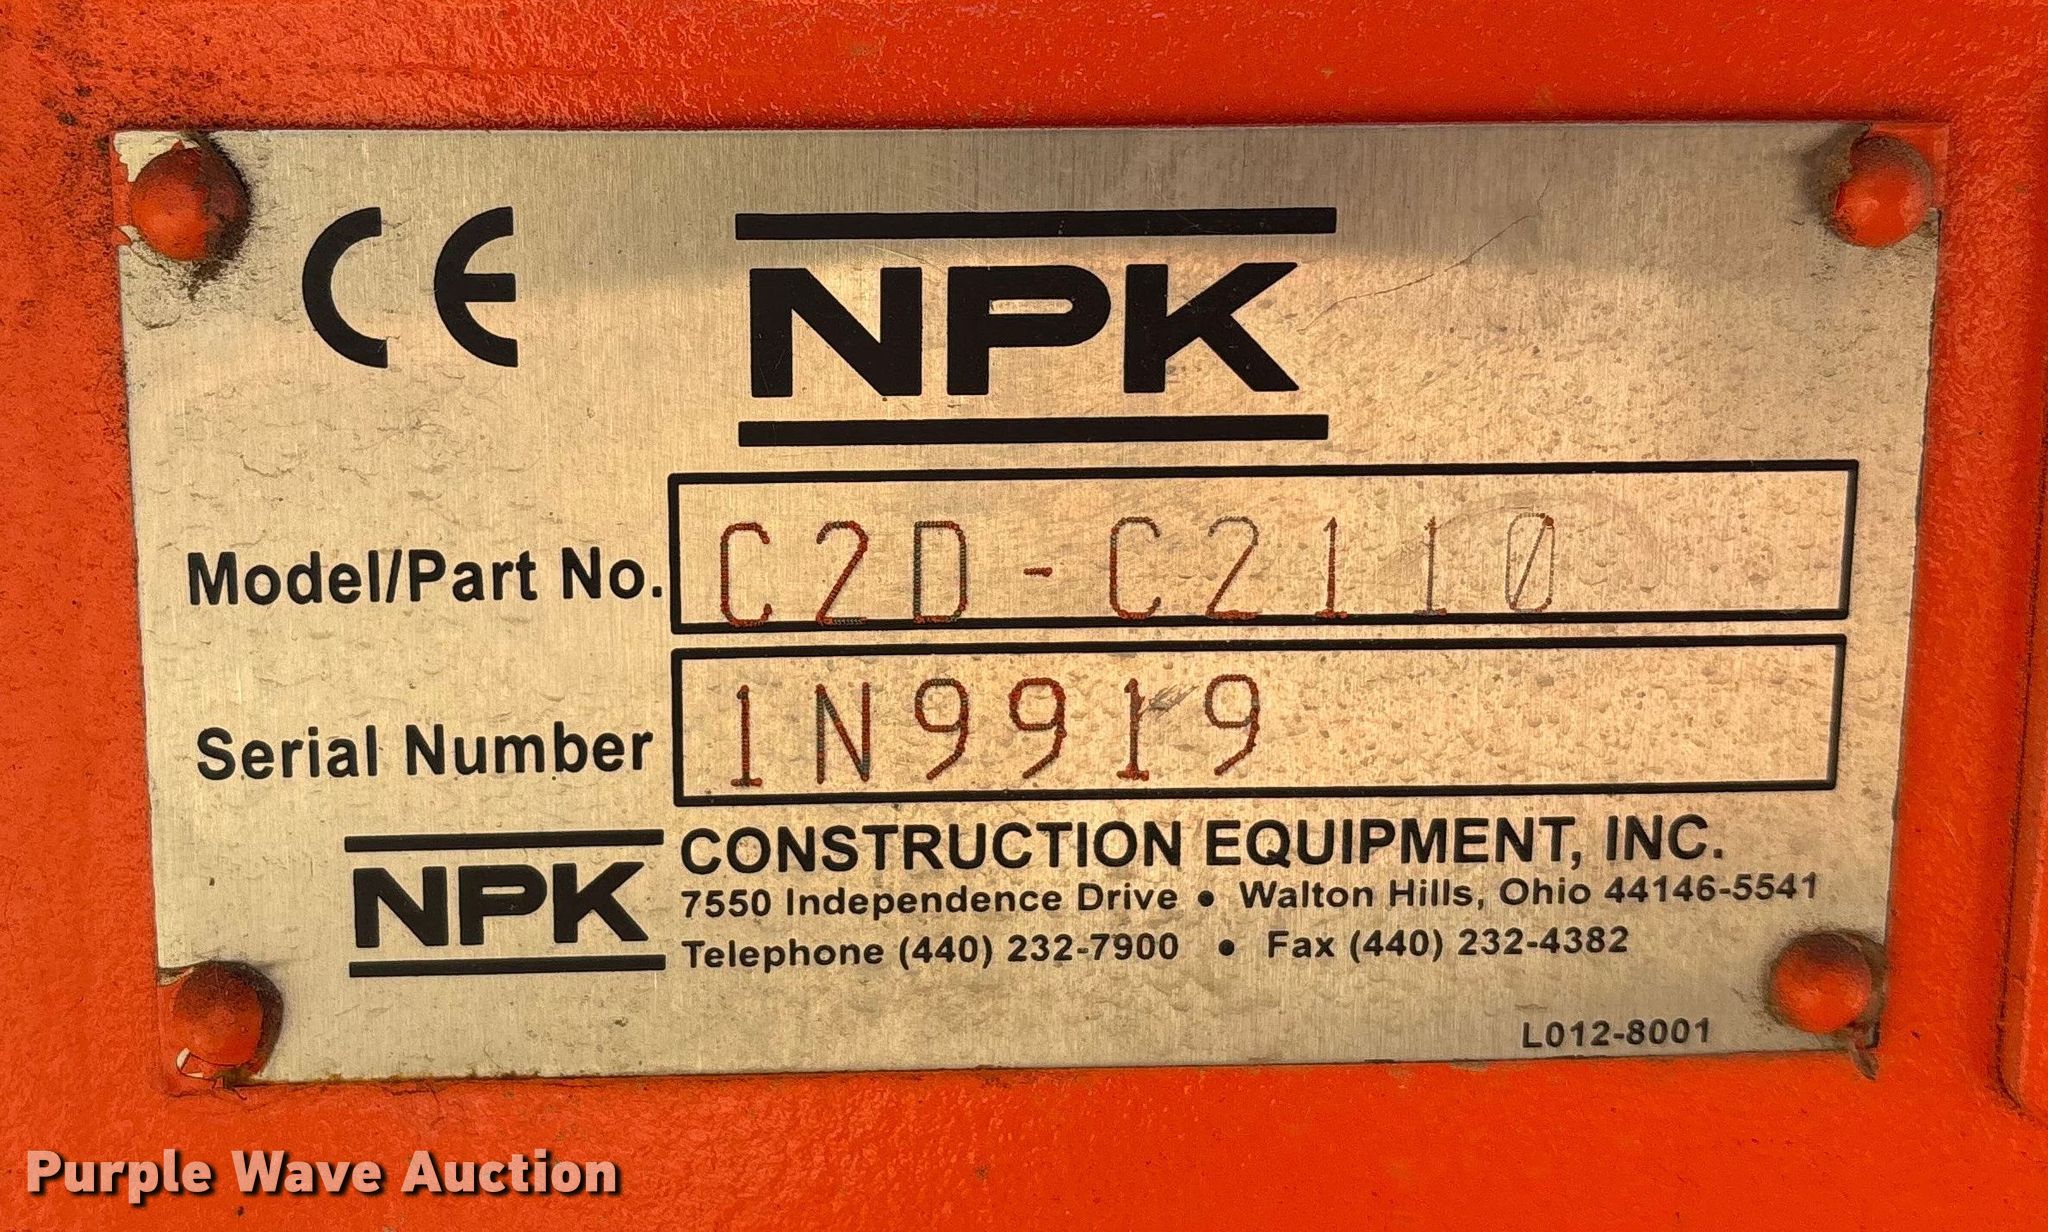 CE NPK
Model/Part No. C2D-C2110
Serial Number 1N9919
NPK CONSTRUCTION EQUIPMENT, INC.
7550 Independence Drive • Walton Hills, Ohio 44146-5541
Telephone (440) 232-7900 • Fax (440) 232-4382
L012-8001
Purple Wave Auction